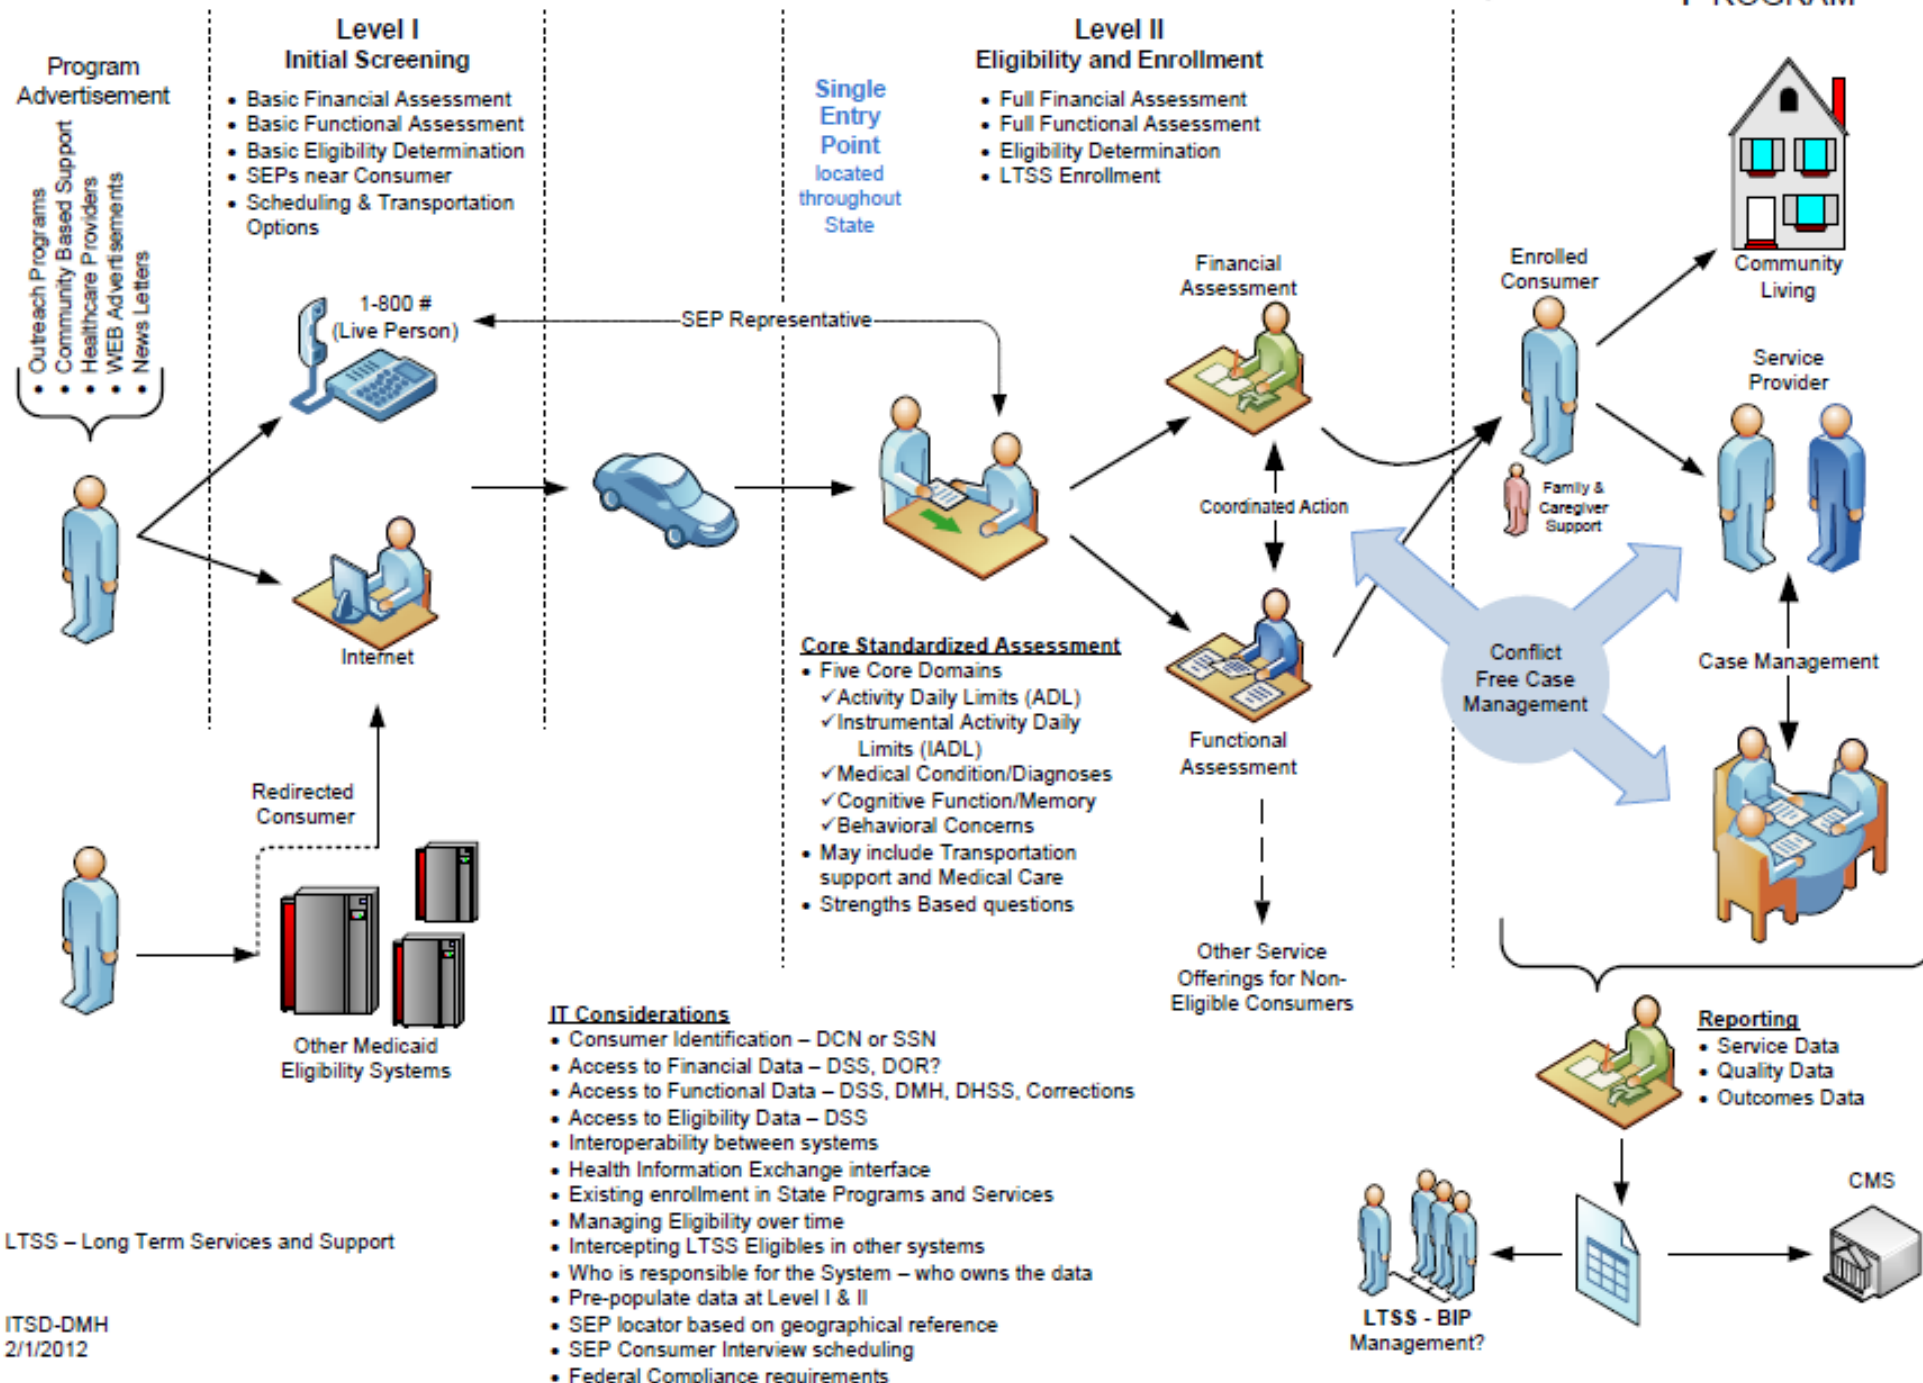 PROGRAM
Program
Advertisement
• Outreach Programs
• Community Based Support
• Healthcare Providers
• WEB Advertisements
• News Letters
Level I
Initial Screening
• Basic Financial Assessment
• Basic Functional Assessment
• Basic Eligibility Determination
• SEPs near Consumer
• Scheduling & Transportation
Options
1-800 #
(Live Person)
SEP Representative
Internet
Redirected
Consumer
Other Medicaid
Eligibility Systems
Single
Entry
Point
located
throughout
State
Level II
Eligibility and Enrollment
• Full Financial Assessment
• Full Functional Assessment
• Eligibility Determination
• LTSS Enrollment
Financial
Assessment
Coordinated Action
Functional
Assessment
Other Service
Offerings for Non-
Eligible Consumers
Core Standardized Assessment
• Five Core Domains
✓Activity Daily Limits (ADL)
✓Instrumental Activity Daily
Limits (IADL)
✓Medical Condition/Diagnoses
✓Cognitive Function/Memory
✓Behavioral Concerns
• May include Transportation
support and Medical Care
• Strengths Based questions
Enrolled
Consumer
Family &
Caregiver
Support
Community
Living
Service
Provider
Conflict
Free Case
Management
Case Management
Reporting
• Service Data
• Quality Data
• Outcomes Data
CMS
LTSS - BIP
Management?
IT Considerations
• Consumer Identification – DCN or SSN
• Access to Financial Data – DSS, DOR?
• Access to Functional Data – DSS, DMH, DHSS, Corrections
• Access to Eligibility Data – DSS
• Interoperability between systems
• Health Information Exchange interface
• Existing enrollment in State Programs and Services
• Managing Eligibility over time
• Intercepting LTSS Eligibles in other systems
• Who is responsible for the System – who owns the data
• Pre-populate data at Level I & II
• SEP locator based on geographical reference
• SEP Consumer Interview scheduling
• Federal Compliance requirements
LTSS – Long Term Services and Support
ITSD-DMH
2/1/2012